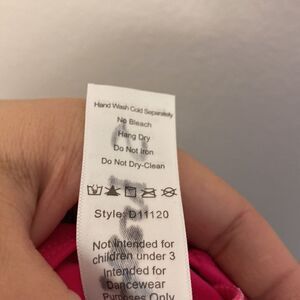 Hand Wash Cold Separately
No Bleach
Hang Dry
Do Not Iron
Do Not Dry-Clean
Style: D11120
Not Intended for
children under 3
Intended for
Dancewear
Purposes Only